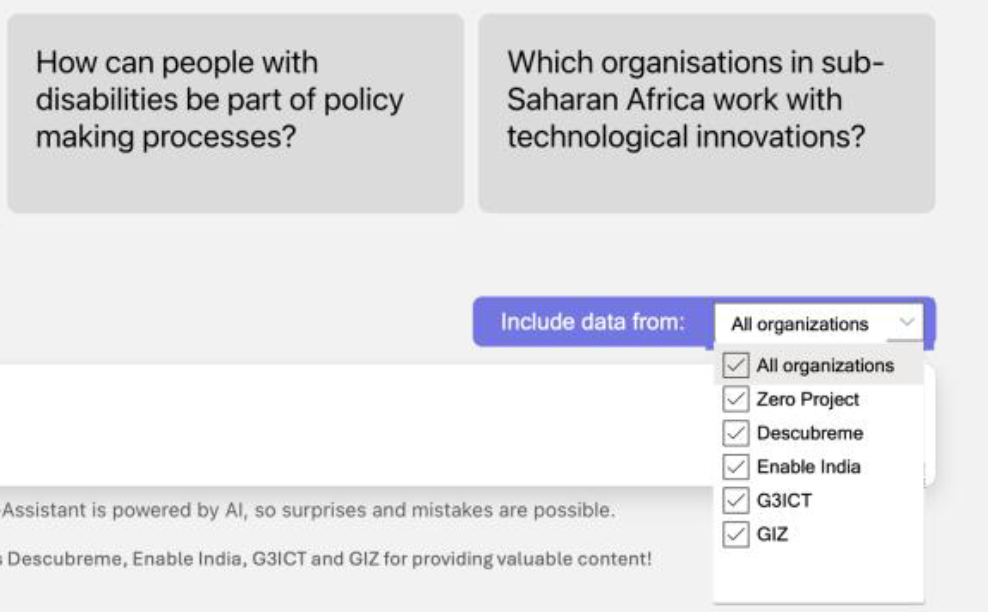 How can people with
disabilities be part of policy
making processes?
Which organisations in sub-
Saharan Africa work with
technological innovations?
Include data from:
All organizations
All organizations
Zero Project
Descubreme
Enable India
G3ICT
GIZ
-Assistant is powered by AI, so surprises and mistakes are possible.
Descubreme, Enable India, G3ICT and GIZ for providing valuable content!